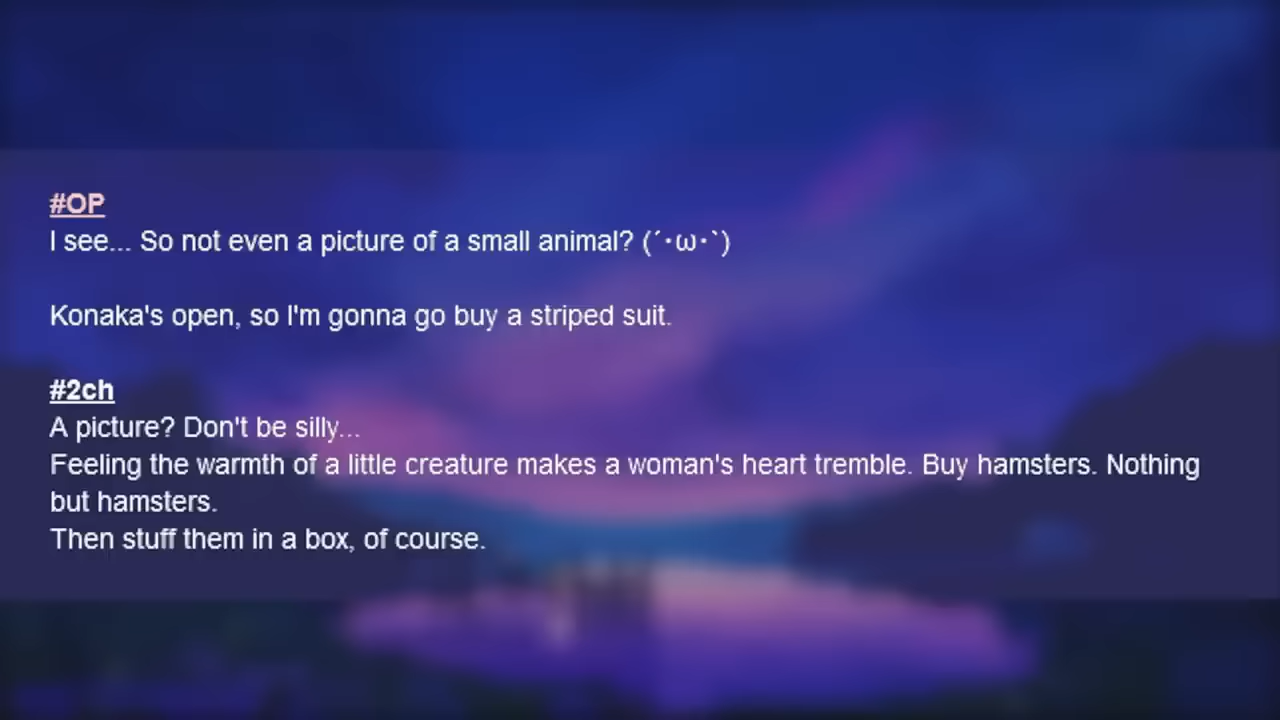 #OP
I see... So not even a picture of a small animal? (´･ω･`)
Konaka's open, so I'm gonna go buy a striped suit.
#2ch
A picture? Don't be silly...
Feeling the warmth of a little creature makes a woman's heart tremble. Buy hamsters. Nothing
but hamsters.
Then stuff them in a box, of course.